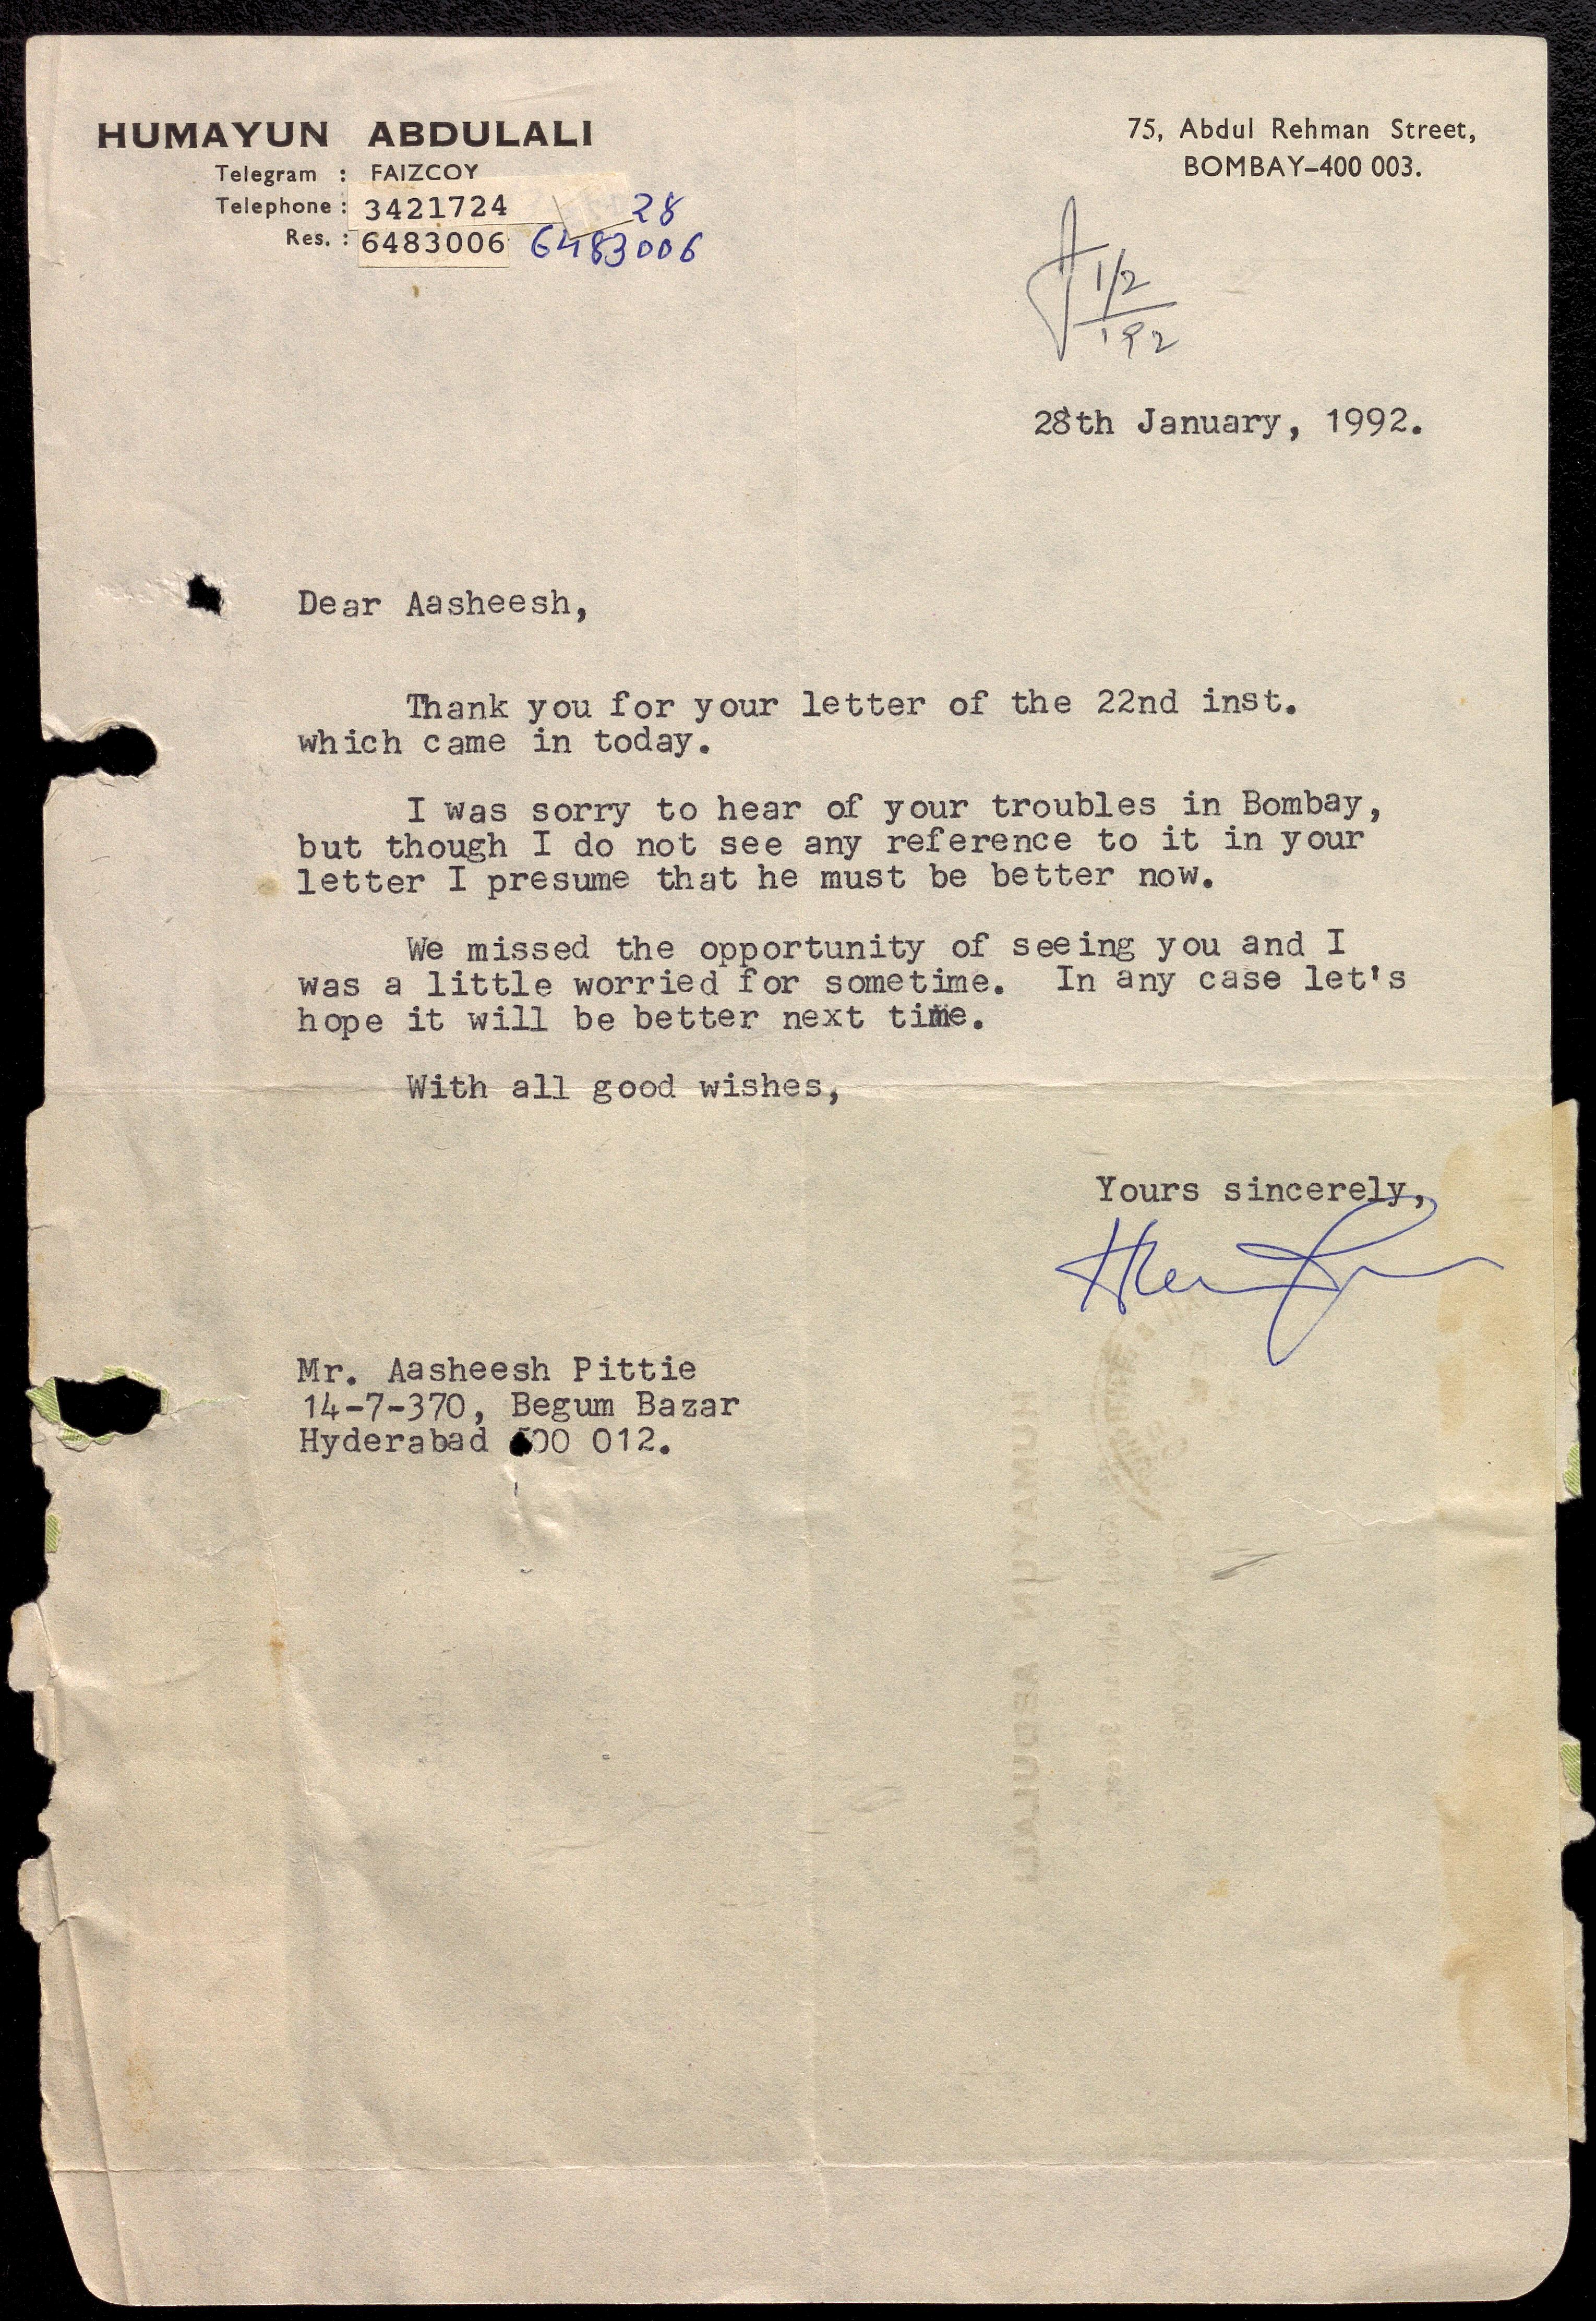 HUMAYUN ABDULALI
Telegram : FAIZCOY
Telephone : 3421724 28
Res. : 6483006 6483006
75, Abdul Rehman Street,
BOMBAY-400 003.
1/2
192
28th January, 1992.
Dear Aasheesh,
Thank you for your letter of the 22nd inst.
which came in today.
I was sorry to hear of your troubles in Bombay,
but though I do not see any reference to it in your
letter I presume that he must be better now.
We missed the opportunity of seeing you and I
was a little worried for sometime. In any case let's
hope it will be better next time.
With all good wishes,
Yours sincerely,
Mr. Aasheesh Pittie
14-7-370, Begum Bazar
Hyderabad 500 012.